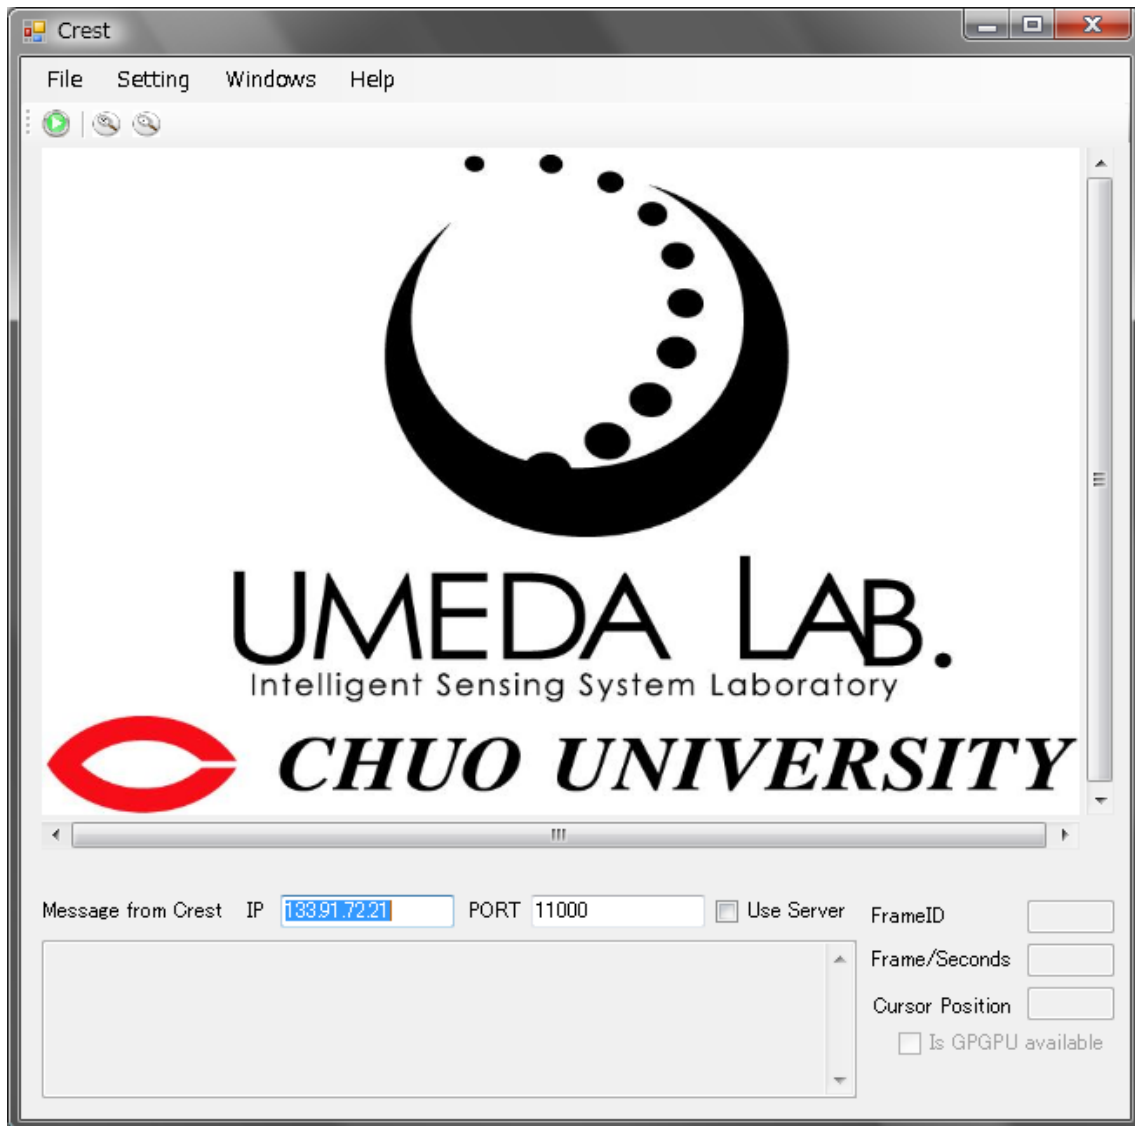 Crest
File Setting Windows Help
UMEDA LAB.
Intelligent Sensing System Laboratory
CHUO UNIVERSITY
Message from Crest IP 133.91.72.21 PORT 11000 Use Server FrameID
Frame/Seconds
Cursor Position
Is GPGPU available